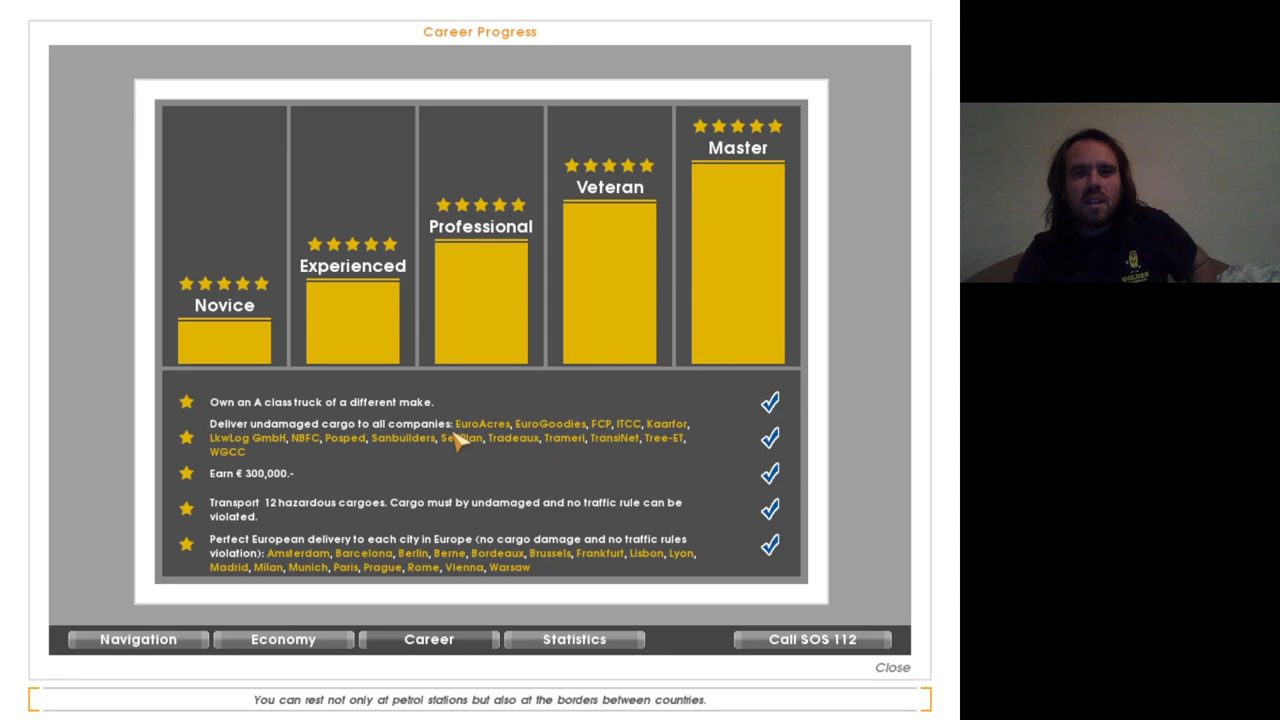 Career Progress
Master
Veteran
Professional
Experienced
Novice
Own an A class truck of a different make.
Deliver undamaged cargo to all companies: EuroAcres, EuroGoodies, FCP, ITCC, Kaarfor,
LkwLog GmbH, NBFC, Posped, Sanbuilders, Tradeaux, Trameri, TransiNet, Tree-ET,
WGCC
Earn € 300,000.-
Transport 12 hazardous cargoes. Cargo must by undamaged and no traffic rule can be
violated.
Perfect European delivery to each city in Europe (no cargo damage and no traffic rules
violation): Amsterdam, Barcelona, Berlin, Berne, Bordeaux, Brussels, Frankfurt, Lisbon, Lyon,
Madrid, Milan, Munich, Paris, Prague, Rome, Vienna, Warsaw
Navigation
Economy
Career
Statistics
Call SOS 112
Close
You can rest not only at petrol stations but also at the borders between countries.
GOLDEN